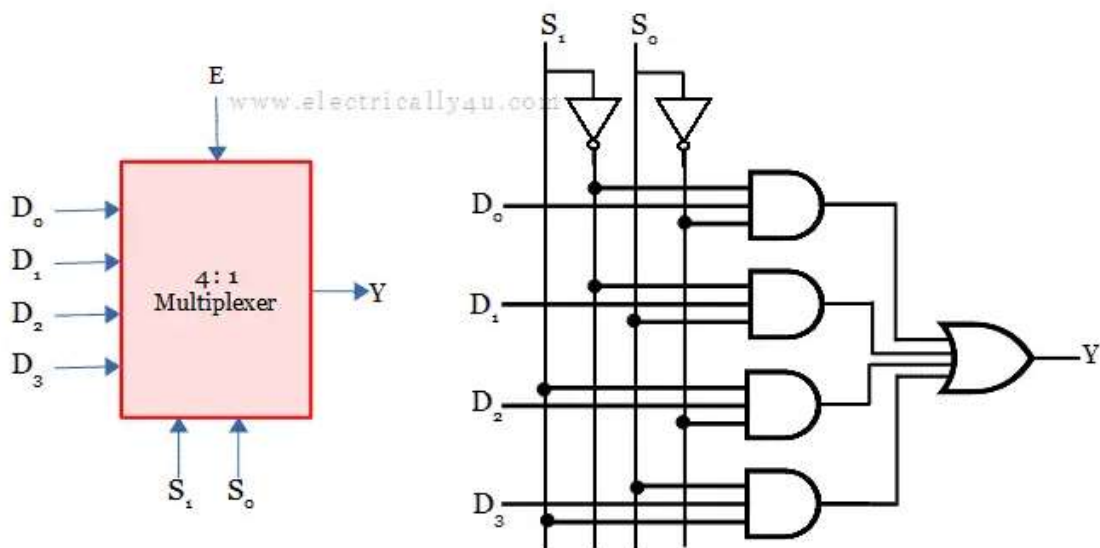 E
www.electrically4u.com
D₀
D₁
D₂
D₃
4:1
Multiplexer
Y
S₁ S₀
S₁ S₀
D₀
D₁
D₂
D₃
Y